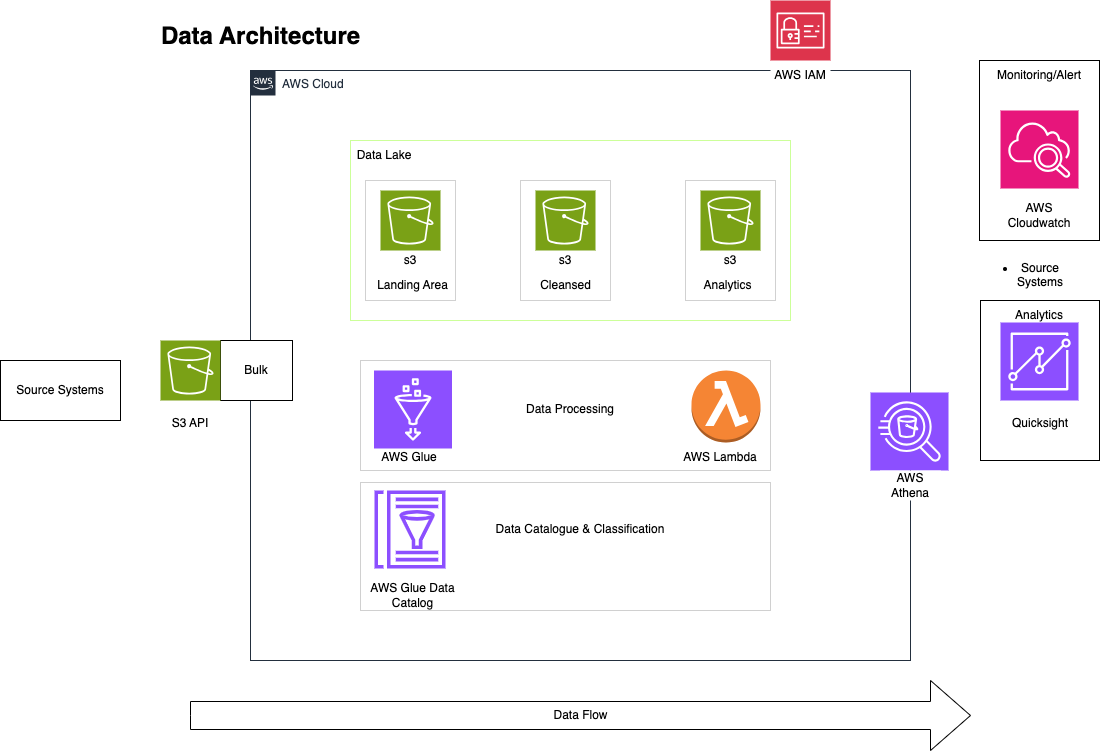 Data Architecture
AWS IAM
aws
AWS Cloud
Monitoring/Alert
AWS
Cloudwatch
Data Lake
s3
Landing Area
s3
Cleansed
s3
Analytics
• Source
Systems
Analytics
Quicksight
Source Systems
S3 API
Bulk
Data Processing
AWS Glue
AWS Lambda
AWS
Athena
Data Catalogue & Classification
AWS Glue Data
Catalog
Data Flow